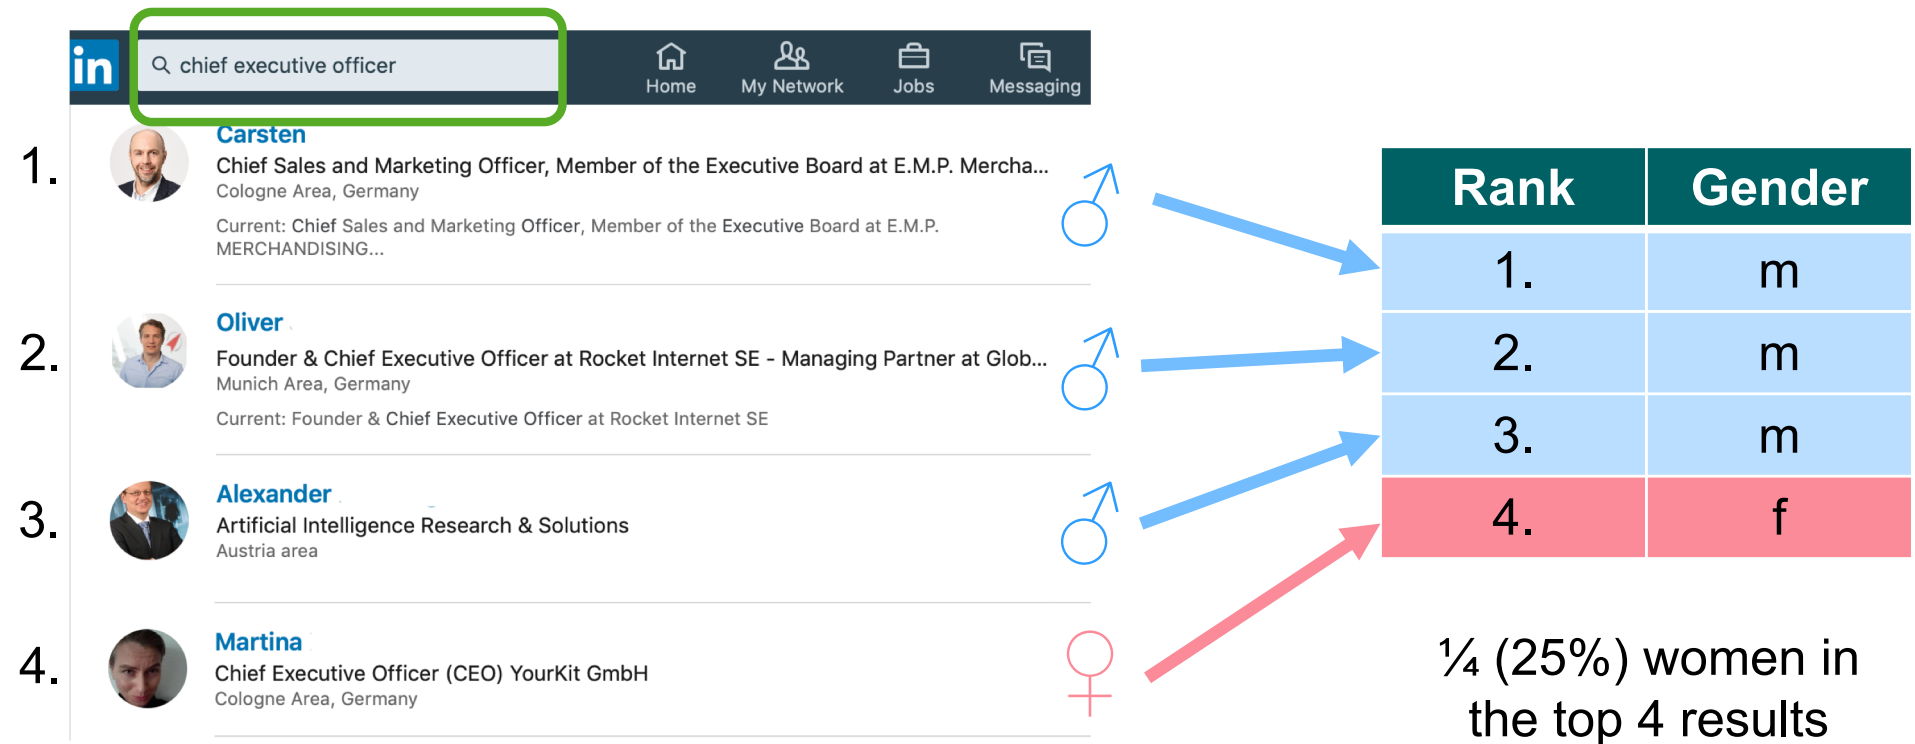 in chief executive officer Home My Network Jobs Messaging
1. Carsten
Chief Sales and Marketing Officer, Member of the Executive Board at E.M.P. Mercha...
Cologne Area, Germany
Current: Chief Sales and Marketing Officer, Member of the Executive Board at E.M.P.
MERCHANDISING...
2. Oliver
Founder & Chief Executive Officer at Rocket Internet SE - Managing Partner at Glob...
Munich Area, Germany
Current: Founder & Chief Executive Officer at Rocket Internet SE
3. Alexander
Artificial Intelligence Research & Solutions
Austria area
4. Martina
Chief Executive Officer (CEO) YourKit GmbH
Cologne Area, Germany
Rank Gender
1. m
2. m
3. m
4. f
¼ (25%) women in
the top 4 results